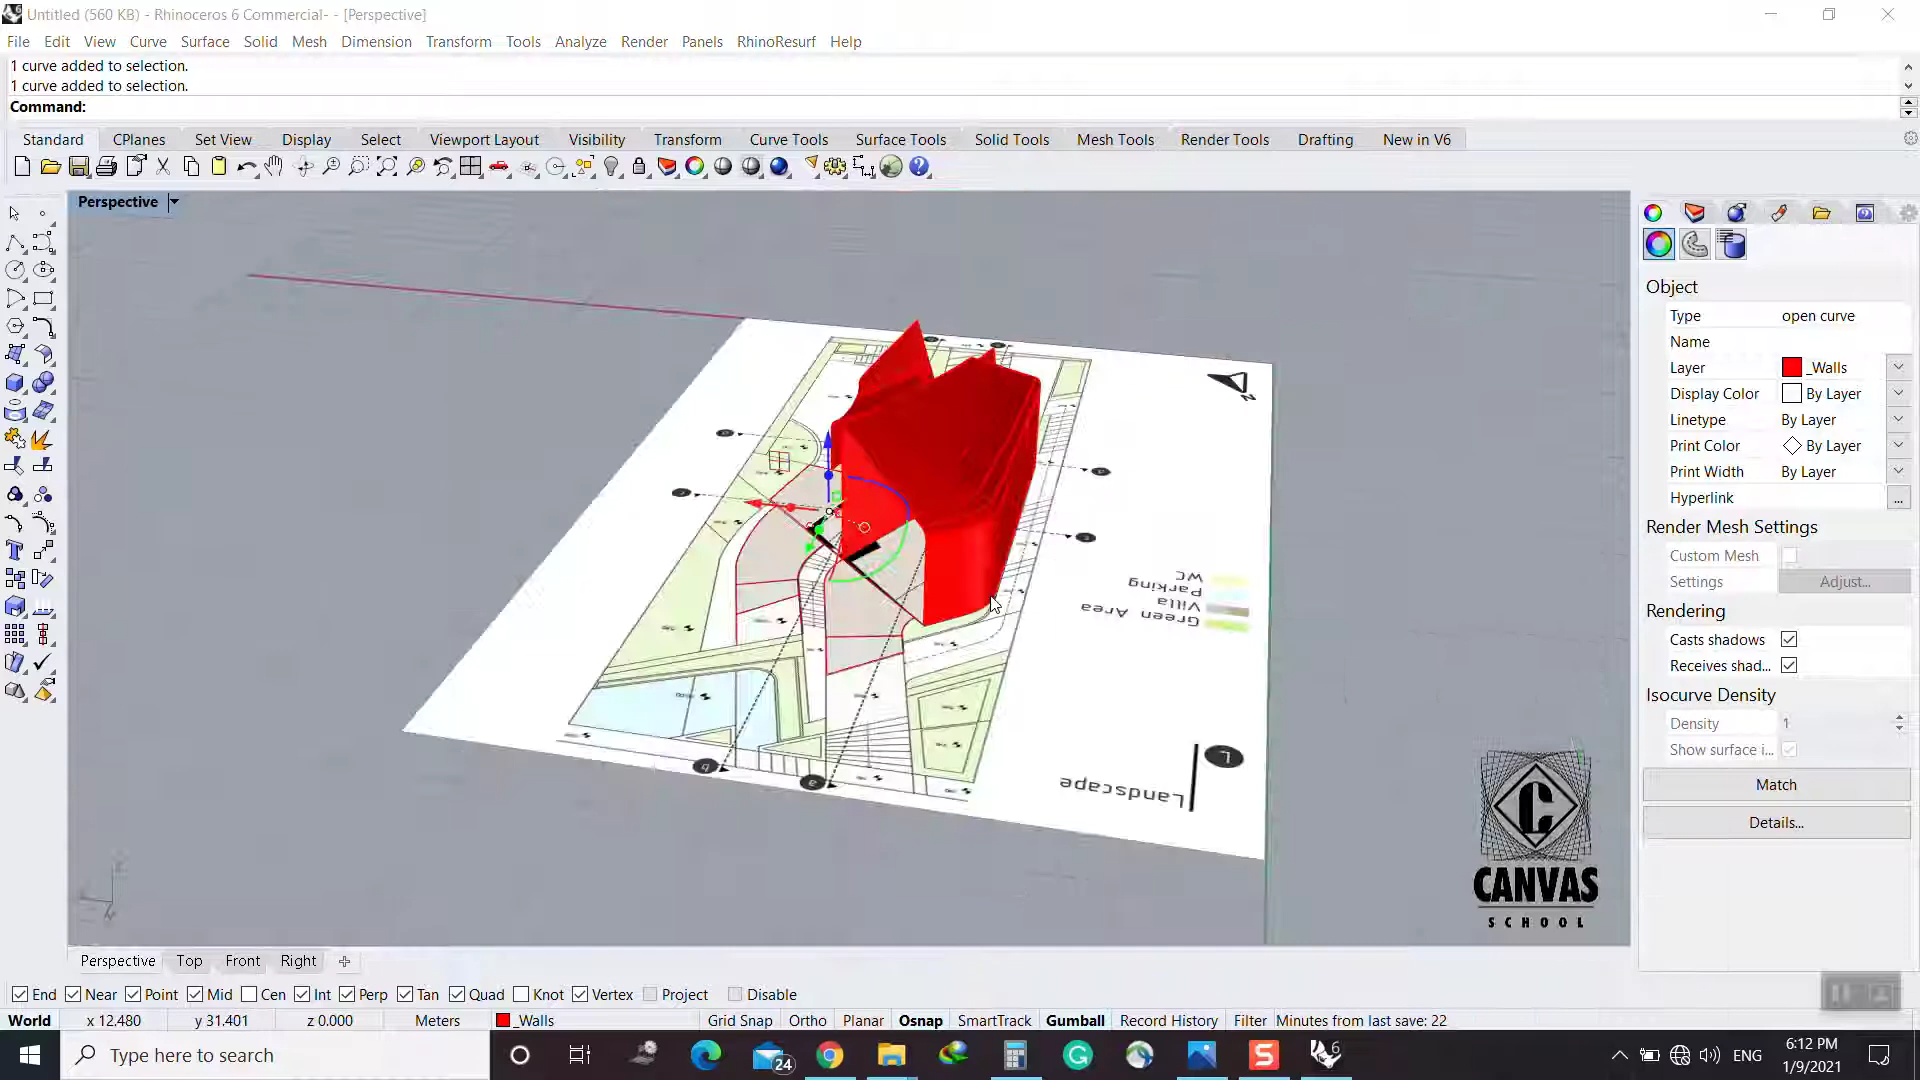 Untitled (560 KB) - Rhinoceros 6 Commercial- - [Perspective]
File Edit View Curve Surface Solid Mesh Dimension Transform Tools Analyze Render Panels RhinoResurf Help
1 curve added to selection.
1 curve added to selection.
Command:
Standard CPlanes Set View Display Select Viewport Layout Visibility Transform Curve Tools Surface Tools Solid Tools Mesh Tools Render Tools Drafting New in V6
Perspective
Object
Type open curve
Name
Layer _Walls
Display Color By Layer
Linetype By Layer
Print Color By Layer
Print Width By Layer
Hyperlink ...
Render Mesh Settings
Custom Mesh
Settings Adjust...
Rendering
Casts shadows
Receives shad...
Isocurve Density
Density 1
Show surface i...
Match
Details...
WC
Parking
Villa
Green Area
Landscape
L
N
b
a
CANVAS
SCHOOL
Perspective Top Front Right
End Near Point Mid Cen Int Perp Tan Quad Knot Vertex Project Disable
World x 12.480 y 31.401 z 0.000 Meters _Walls Grid Snap Ortho Planar Osnap SmartTrack Gumball Record History Filter Minutes from last save: 22
Type here to search
24
ENG
6:12 PM
1/9/2021